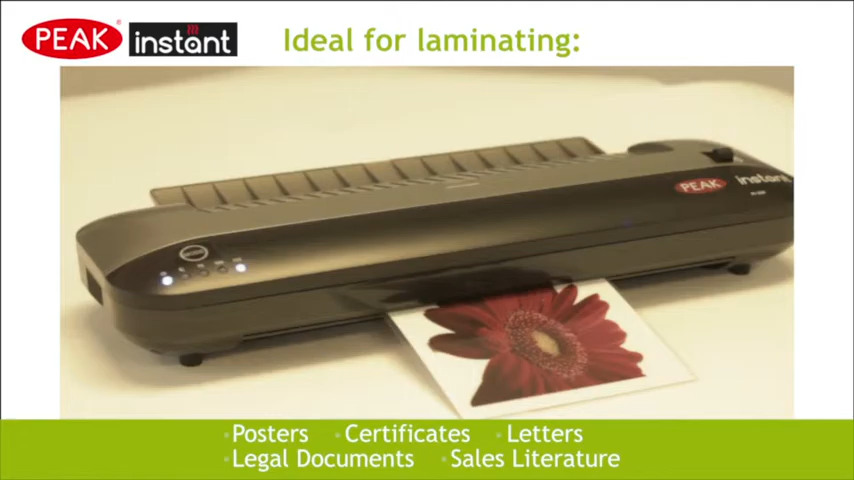 PEAK® instant Ideal for laminating:
PEAK instant
Posters Certificates Letters
Legal Documents Sales Literature